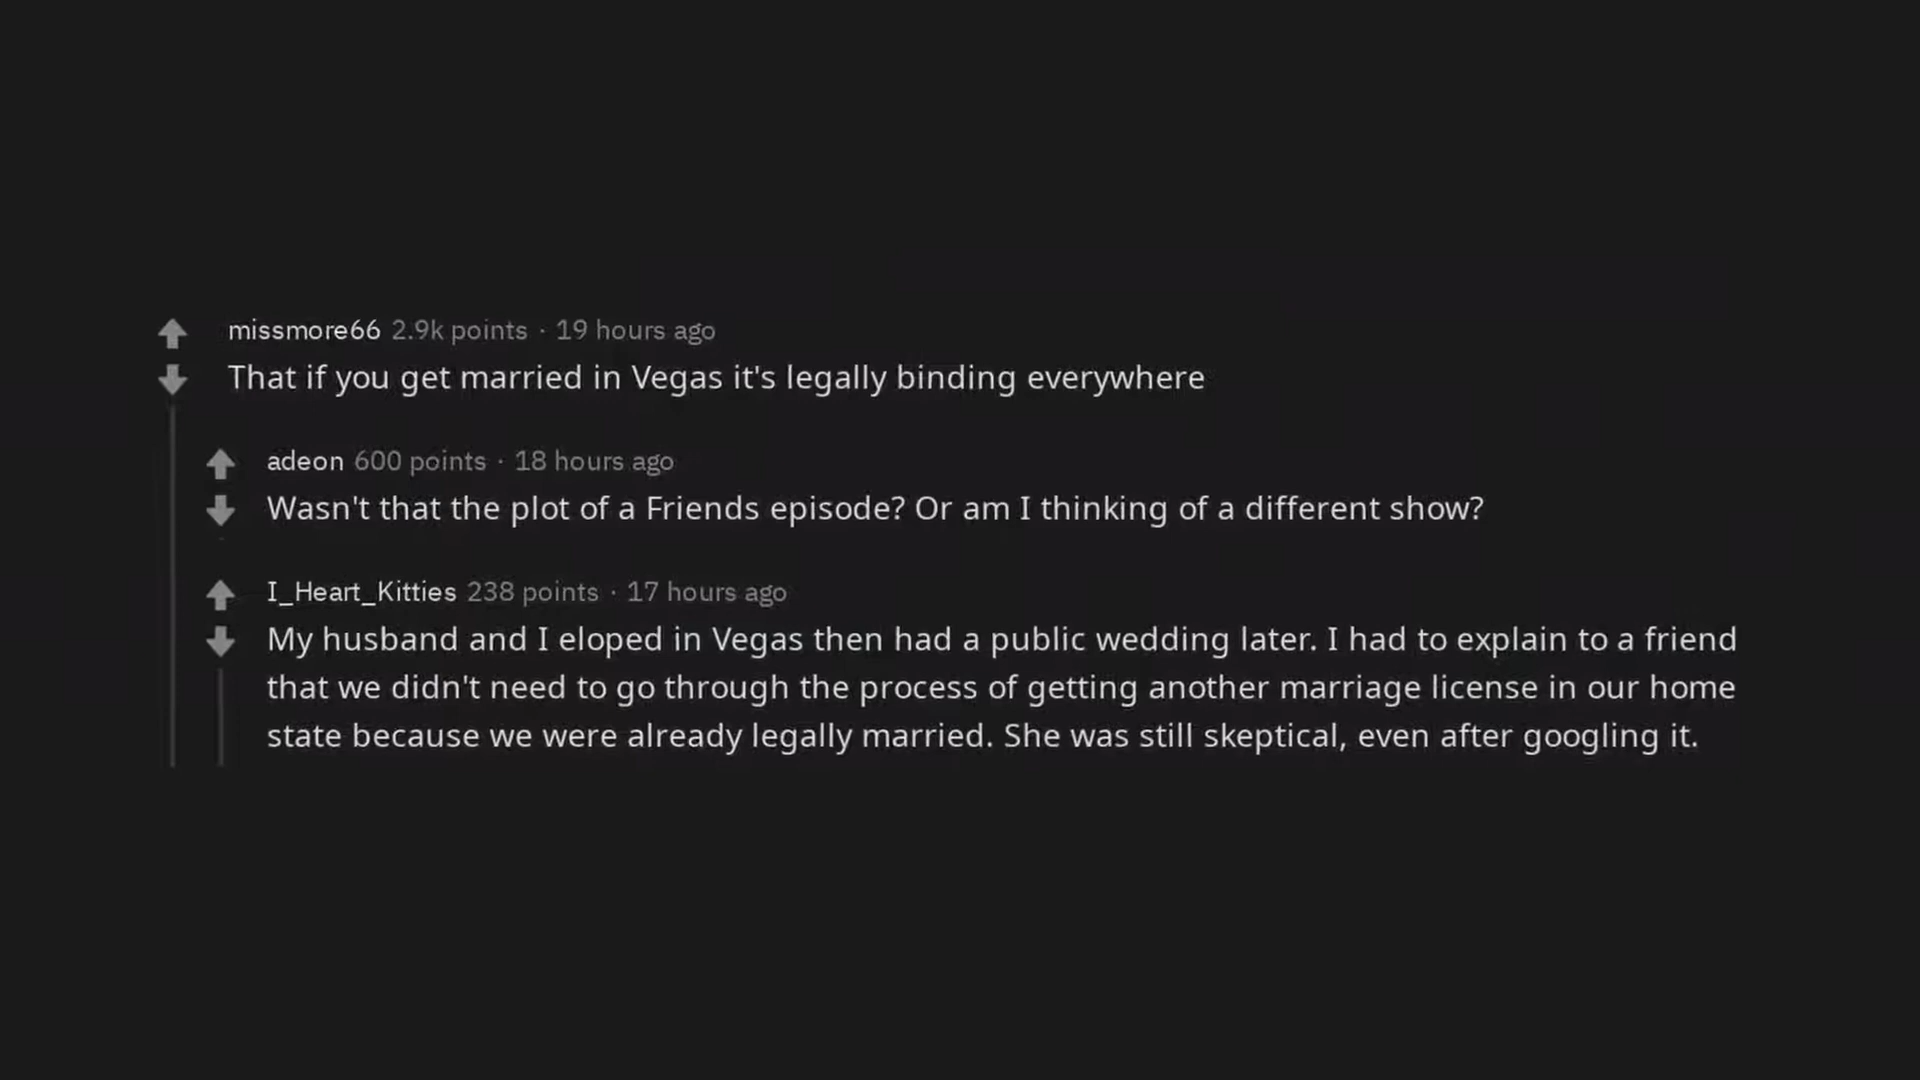 missmore66 2.9k points · 19 hours ago
That if you get married in Vegas it's legally binding everywhere
adeon 600 points · 18 hours ago
Wasn't that the plot of a Friends episode? Or am I thinking of a different show?
I_Heart_Kitties 238 points · 17 hours ago
My husband and I eloped in Vegas then had a public wedding later. I had to explain to a friend
that we didn't need to go through the process of getting another marriage license in our home
state because we were already legally married. She was still skeptical, even after googling it.